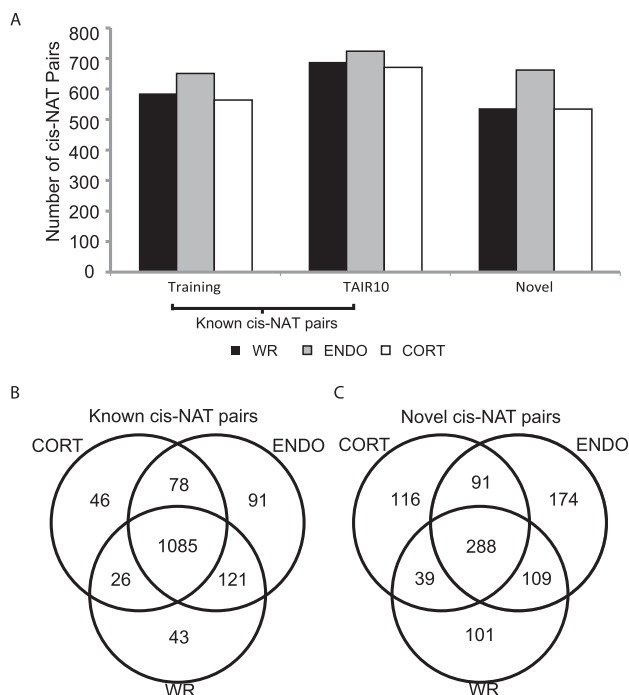 A
Number of cis-NAT Pairs
800
700
600
500
400
300
200
100
0
Training
TAIR10
Novel
Known cis-NAT pairs
WR ENDO CORT
B
Known cis-NAT pairs
CORT
ENDO
46
78
91
1085
26
121
43
WR
C
Novel cis-NAT pairs
CORT
ENDO
116
91
174
288
39
109
101
WR